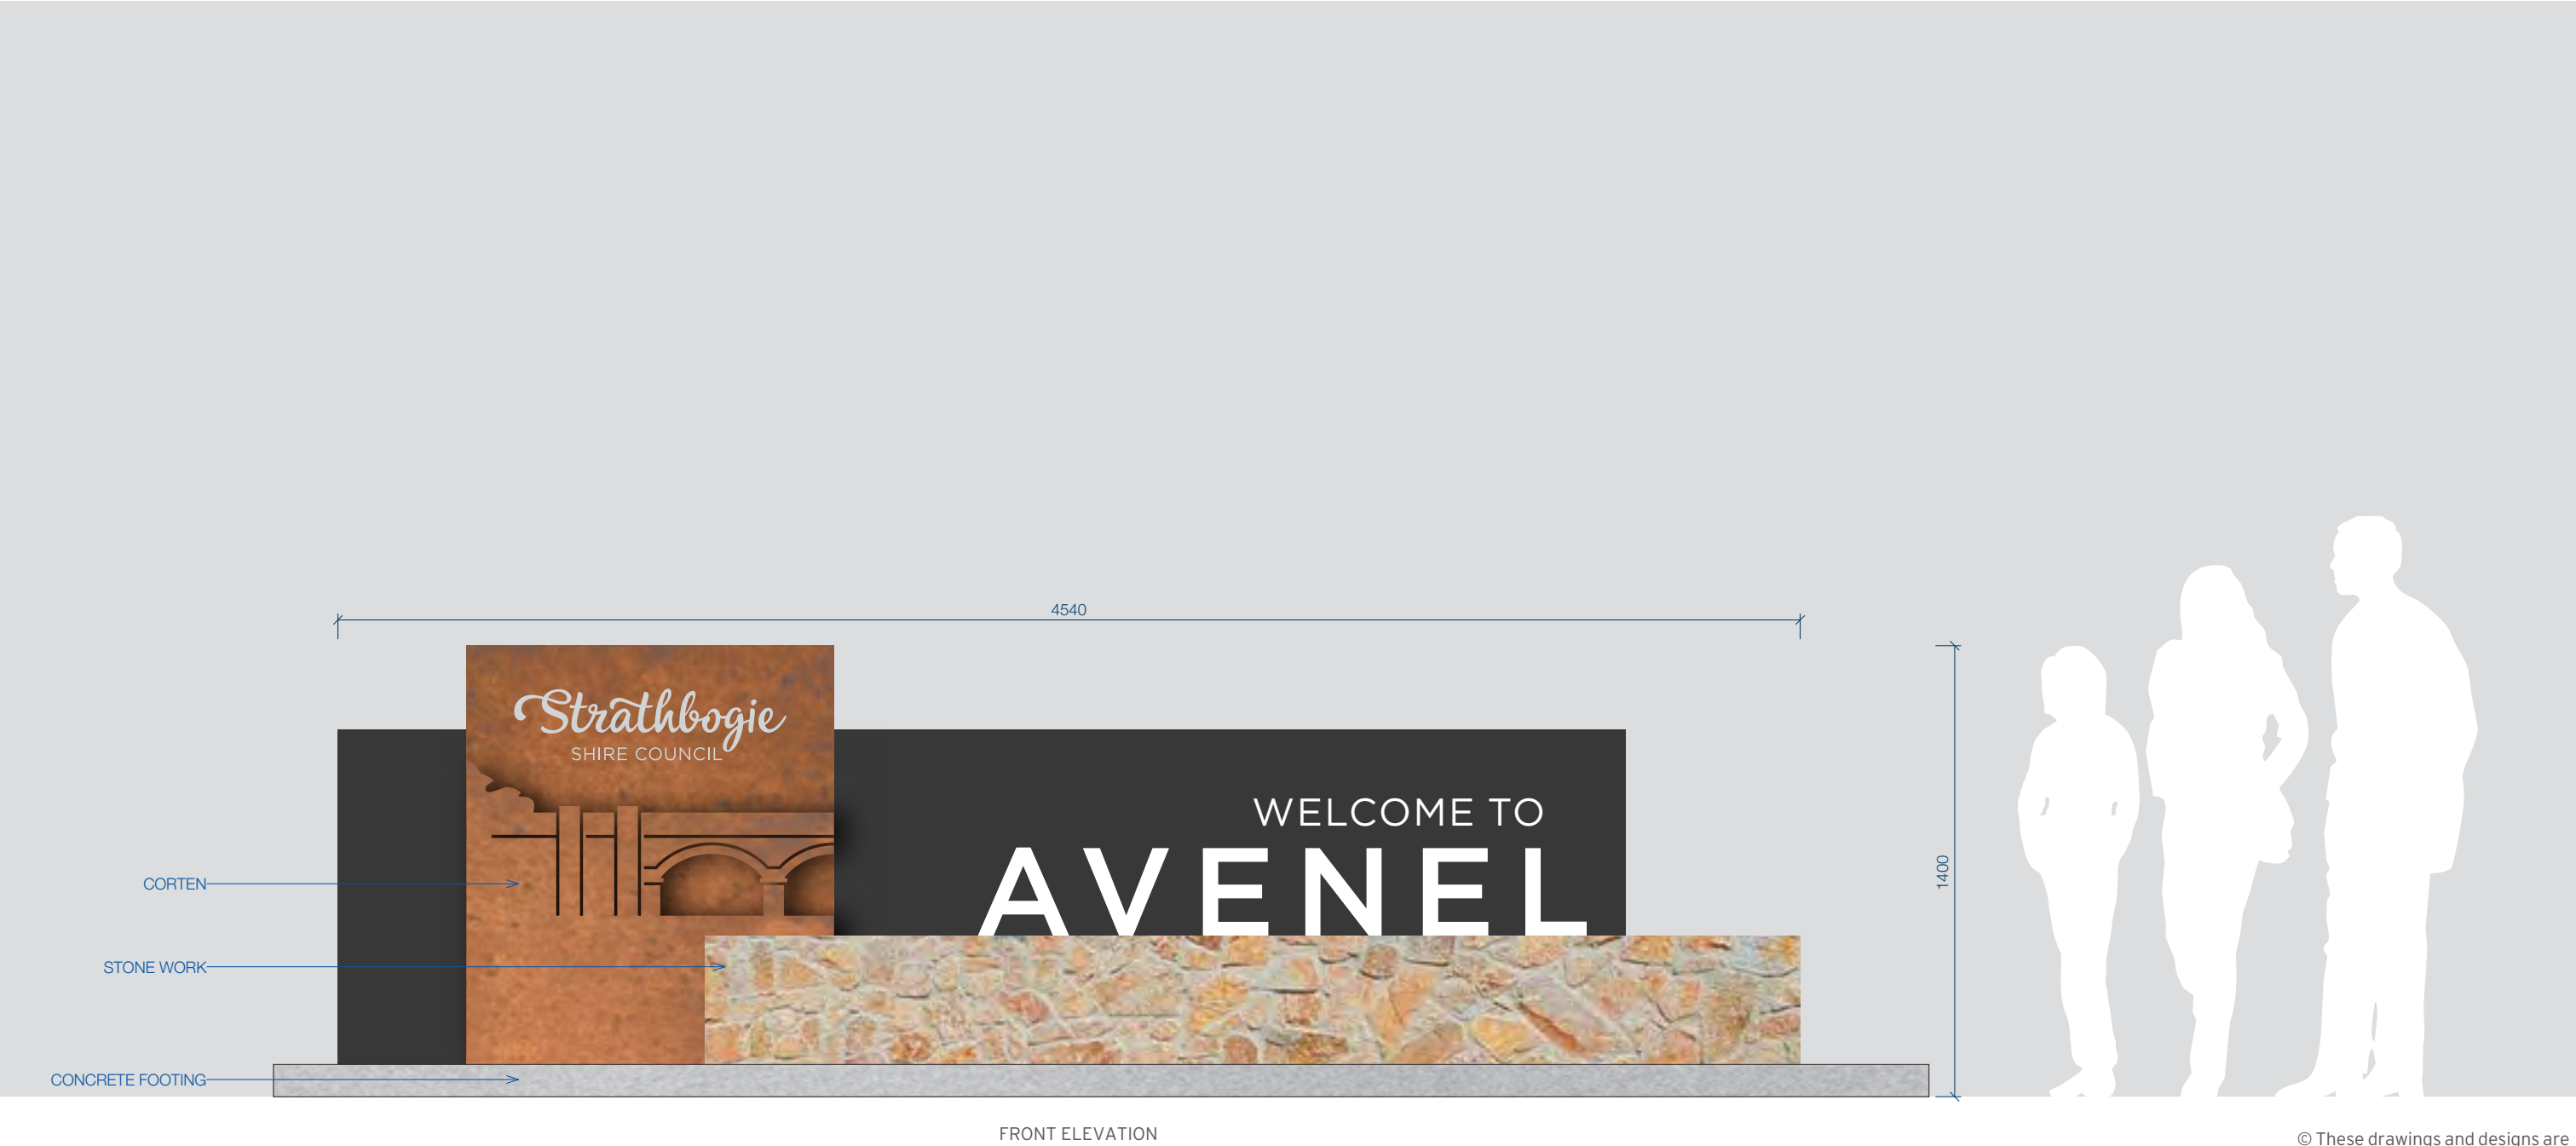 4540
Strathbogie
SHIRE COUNCIL
WELCOME TO
AVENEL
1400
CORTEN
STONE WORK
CONCRETE FOOTING
FRONT ELEVATION
© These drawings and designs are